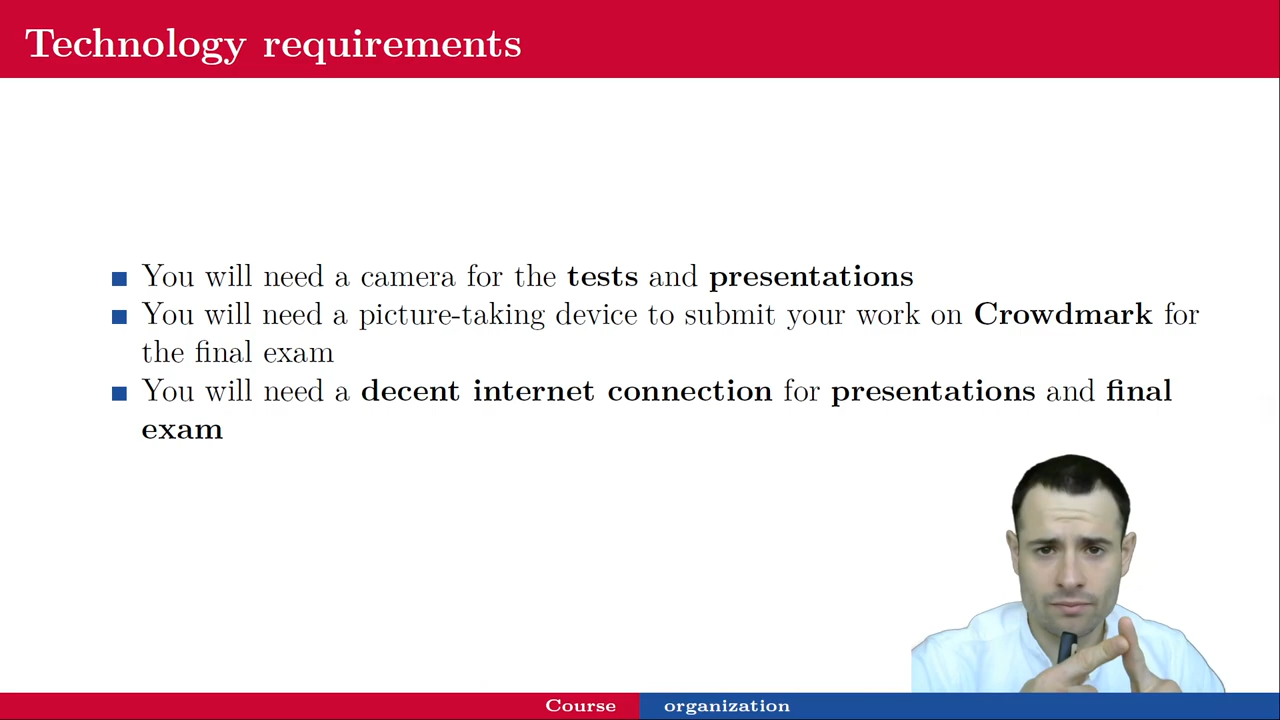 Technology requirements
You will need a camera for the tests and presentations
You will need a picture-taking device to submit your work on Crowdmark for
the final exam
You will need a decent internet connection for presentations and final
exam
Course organization